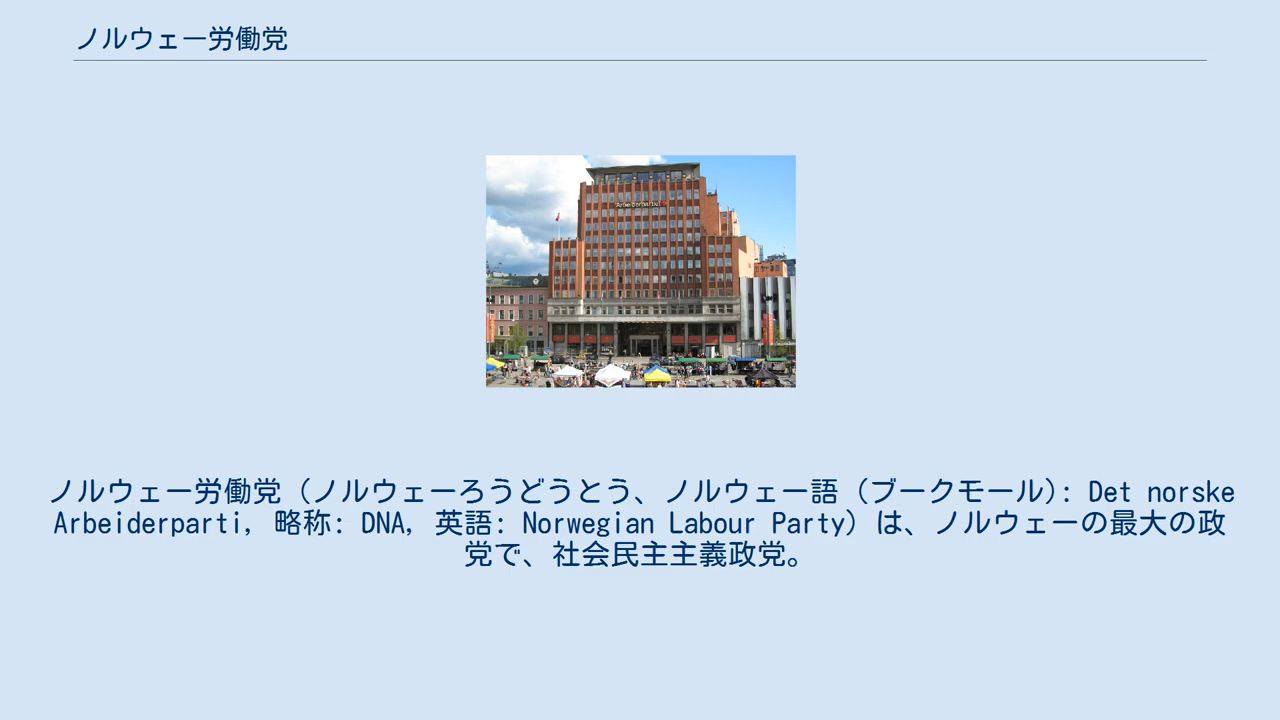 ノルウェー労働党
Arbeiderpartiet
ノルウェー労働党（ノルウェーろうどうとう、ノルウェー語（ブークモール）: Det norske
Arbeiderparti, 略称: DNA, 英語: Norwegian Labour Party）は、ノルウェーの最大の政
党で、社会民主主義政党。